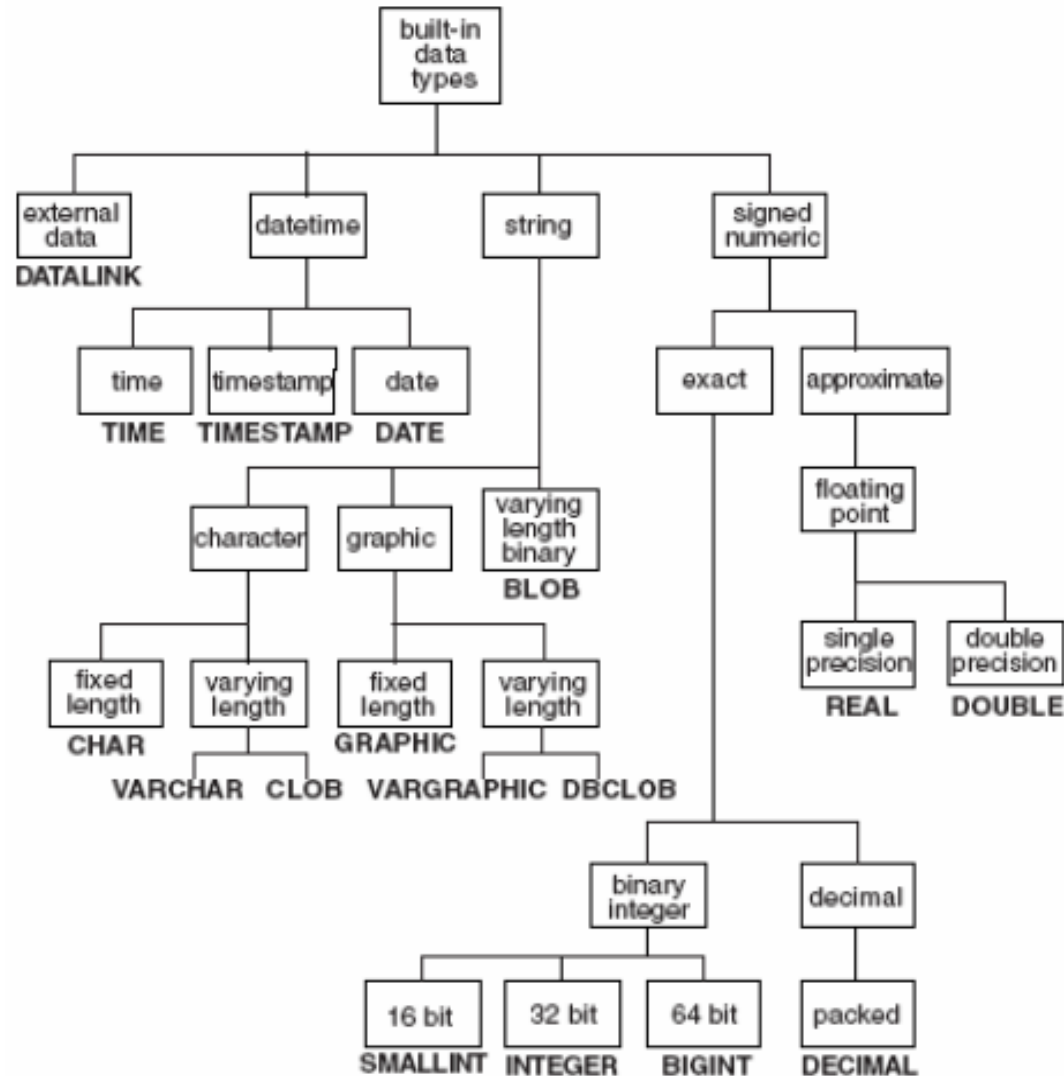 built-in
data
types
external
data
datetime
string
signed
numeric
DATALINK
time
timestamp
date
exact
approximate
TIME TIMESTAMP DATE
character
graphic
varying
length
binary
floating
point
BLOB
fixed
length
varying
length
fixed
length
varying
length
single
precision
double
precision
CHAR
GRAPHIC
REAL DOUBLE
VARCHAR CLOB VARGRAPHIC DBCLOB
binary
integer
decimal
16 bit
32 bit
64 bit
packed
SMALLINT INTEGER BIGINT DECIMAL